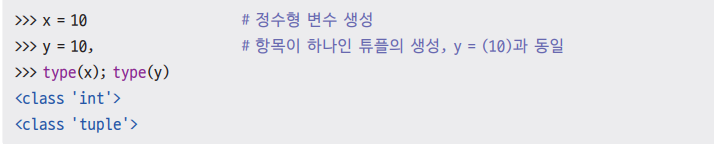 >>> x = 10 # 정수형 변수 생성
>>> y = 10, # 항목이 하나인 튜플의 생성, y = (10)과 동일
>>> type(x); type(y)
<class 'int'>
<class 'tuple'>